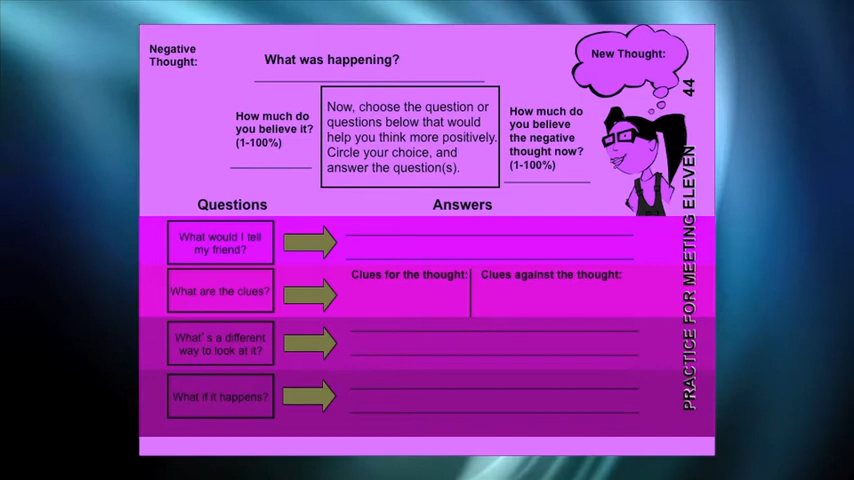 Negative
Thought:
What was happening?
New Thought:
How much do
you believe it?
(1-100%)
Now, choose the question or
questions below that would
help you think more positively.
Circle your choice, and
answer the question(s).
How much do
you believe
the negative
thought now?
(1-100%)
Questions
Answers
What would I tell
my friend?
What are the clues?
Clues for the thought:
Clues against the thought:
What's a different
way to look at it?
What if it happens?
PRACTICE FOR MEETING ELEVEN
44